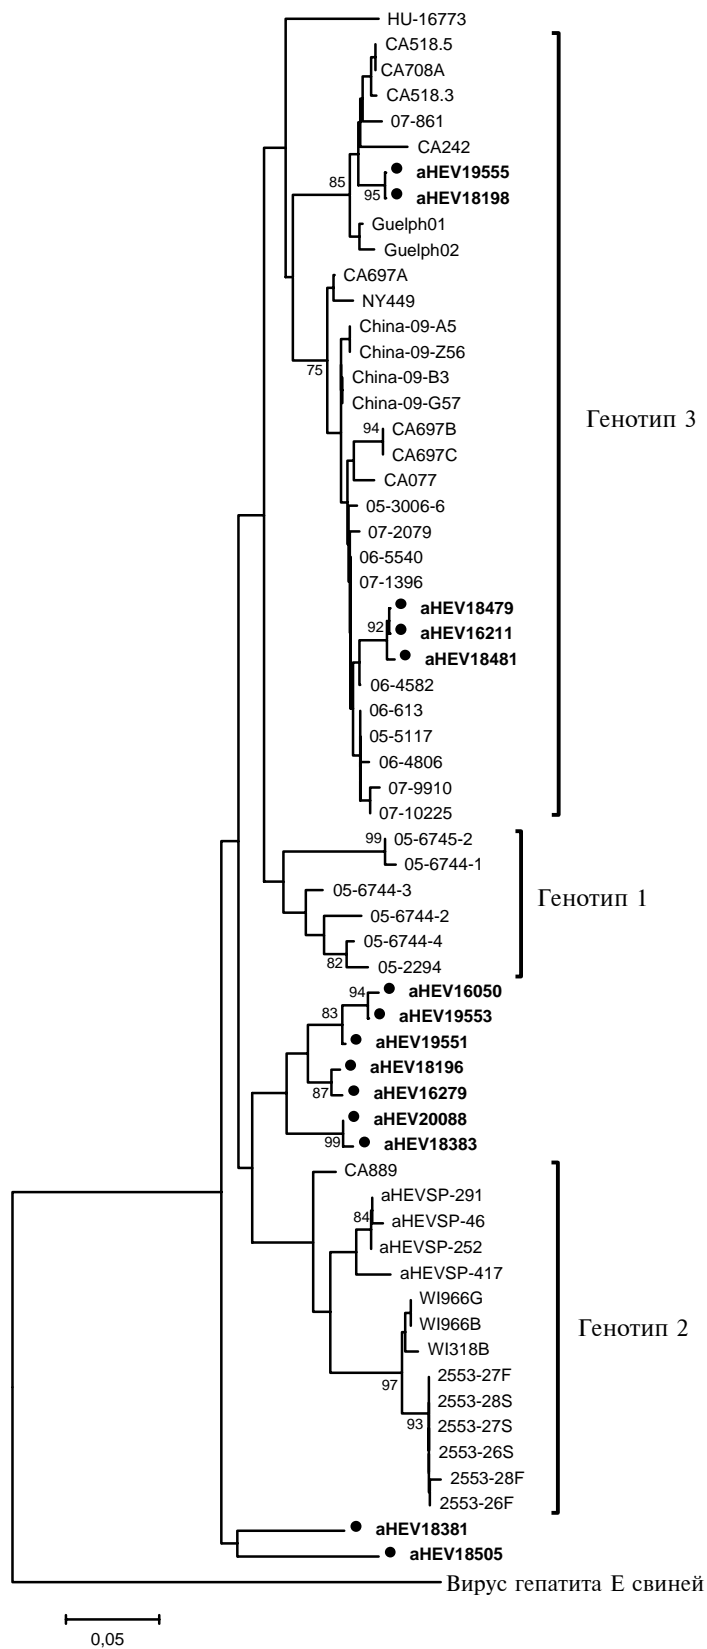 HU-16773
CA518.5
CA708A
CA518.3
07-861
CA242
aHEV19555
85
95
aHEV18198
Guelph01
Guelph02
CA697A
NY449
China-09-A5
China-09-Z56
75
China-09-B3
China-09-G57
Генотип 3
94
CA697B
CA697C
CA077
05-3006-6
07-2079
06-5540
07-1396
aHEV18479
92
aHEV16211
aHEV18481
06-4582
06-613
05-5117
06-4806
07-9910
07-10225
99
05-6745-2
05-6744-1
05-6744-3
Генотип 1
05-6744-2
05-6744-4
82
05-2294
94
aHEV16050
83
aHEV19553
aHEV19551
aHEV18196
87
aHEV16279
aHEV20088
99
aHEV18383
CA889
aHEVSP-291
84
aHEVSP-46
aHEVSP-252
aHEVSP-417
WI966G
WI966B
Генотип 2
WI318B
97
2553-27F
2553-28S
93
2553-27S
2553-26S
2553-28F
2553-26F
aHEV18381
aHEV18505
Вирус гепатита Е свиней
0,05